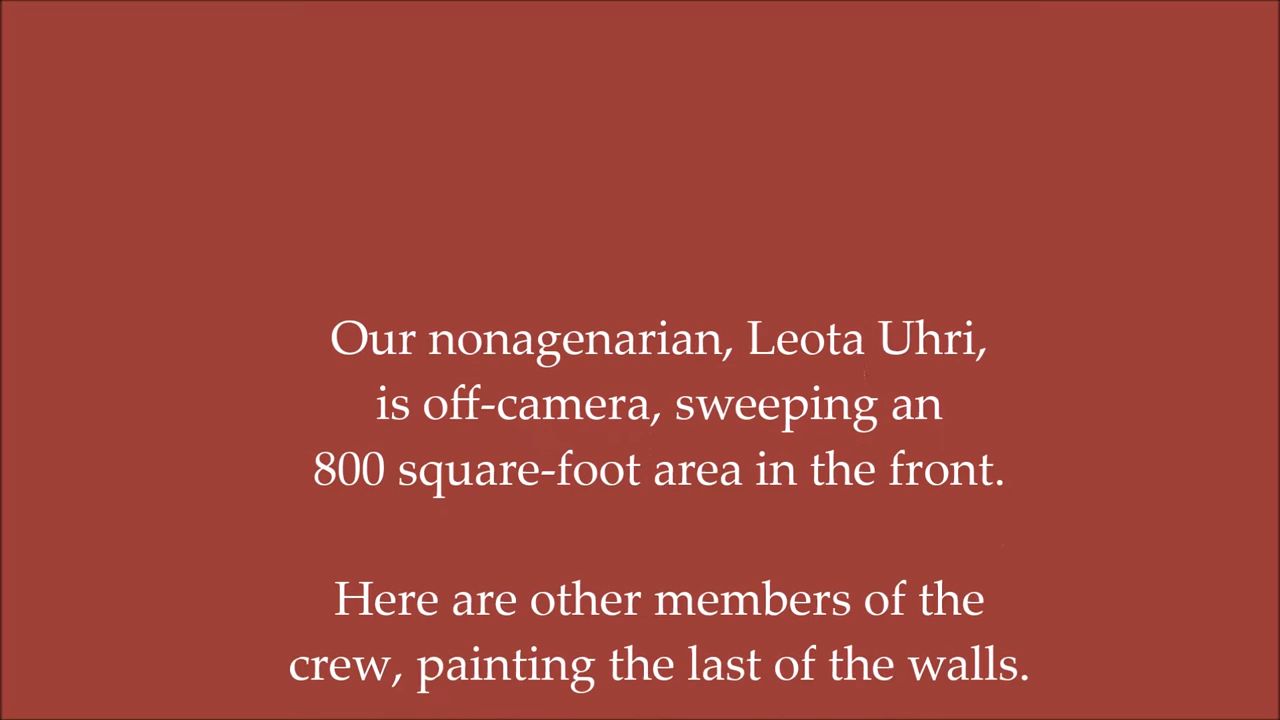 Our nonagenarian, Leota Uhri,
is off-camera, sweeping an
800 square-foot area in the front.
Here are other members of the
crew, painting the last of the walls.